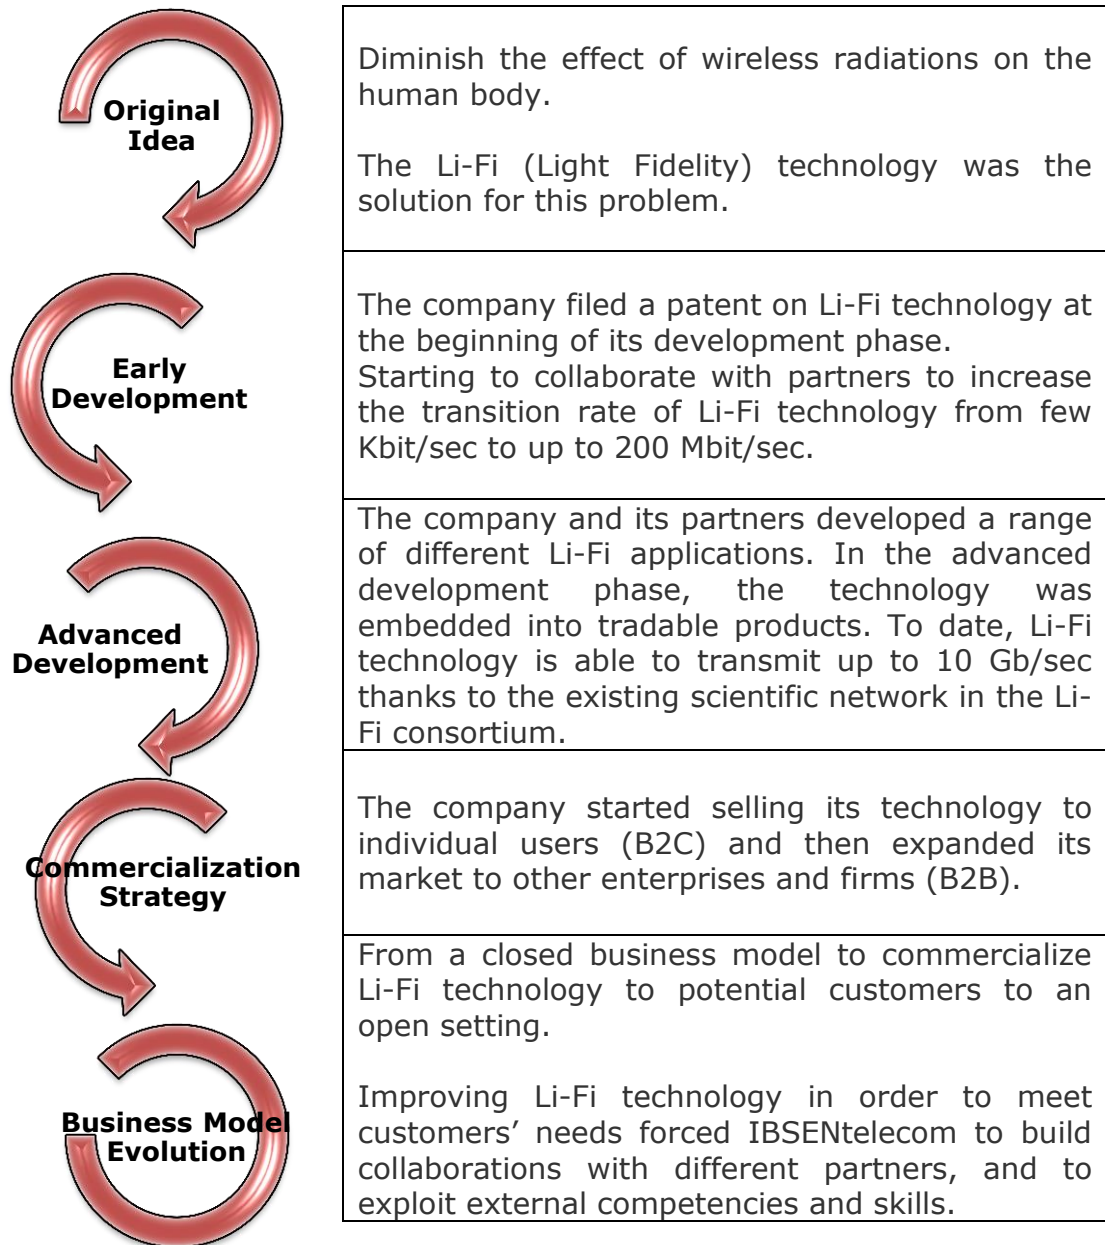 Original
Idea
Diminish the effect of wireless radiations on the
human body.
The Li-Fi (Light Fidelity) technology was the
solution for this problem.
Early
Development
The company filed a patent on Li-Fi technology at
the beginning of its development phase.
Starting to collaborate with partners to increase
the transition rate of Li-Fi technology from few
Kbit/sec to up to 200 Mbit/sec.
Advanced
Development
The company and its partners developed a range
of different Li-Fi applications. In the advanced
development phase, the technology was
embedded into tradable products. To date, Li-Fi
technology is able to transmit up to 10 Gb/sec
thanks to the existing scientific network in the Li-
Fi consortium.
Commercialization
Strategy
The company started selling its technology to
individual users (B2C) and then expanded its
market to other enterprises and firms (B2B).
Business Model
Evolution
From a closed business model to commercialize
Li-Fi technology to potential customers to an
open setting.
Improving Li-Fi technology in order to meet
customers’ needs forced IBSENtelecom to build
collaborations with different partners, and to
exploit external competencies and skills.